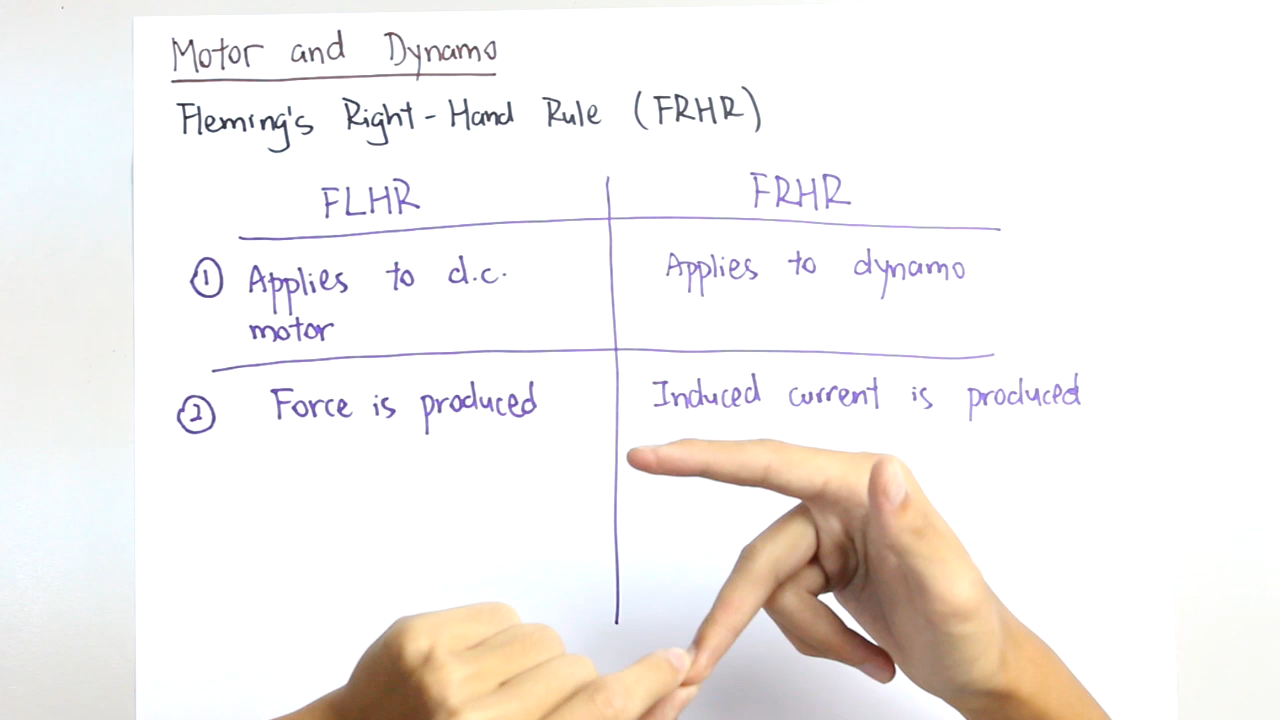 Motor and Dynamo
Fleming's Right-Hand Rule (FRHR)
FLHR
FRHR
① Applies to d.c.
motor
Applies to dynamo
② Force is produced
Induced current is produced